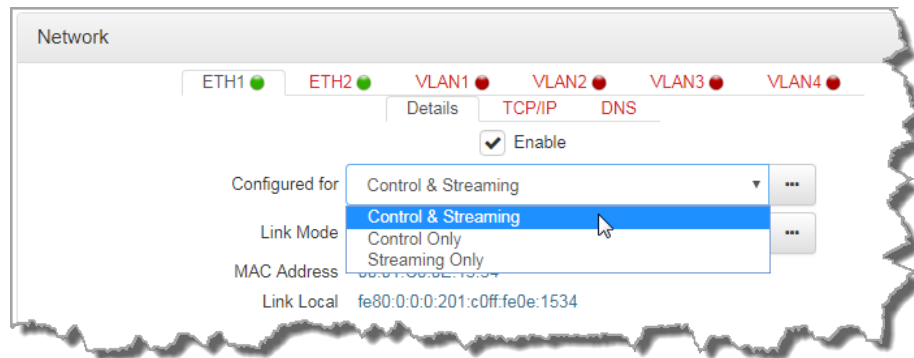 Network
ETH1 ETH2 VLAN1 VLAN2 VLAN3 VLAN4
Details TCP/IP DNS
Enable
Configured for Control & Streaming
Control & Streaming
Link Mode
Control Only
Streaming Only
MAC Address
Link Local fe80:0:0:0:201:c0ff:fe0e:1534